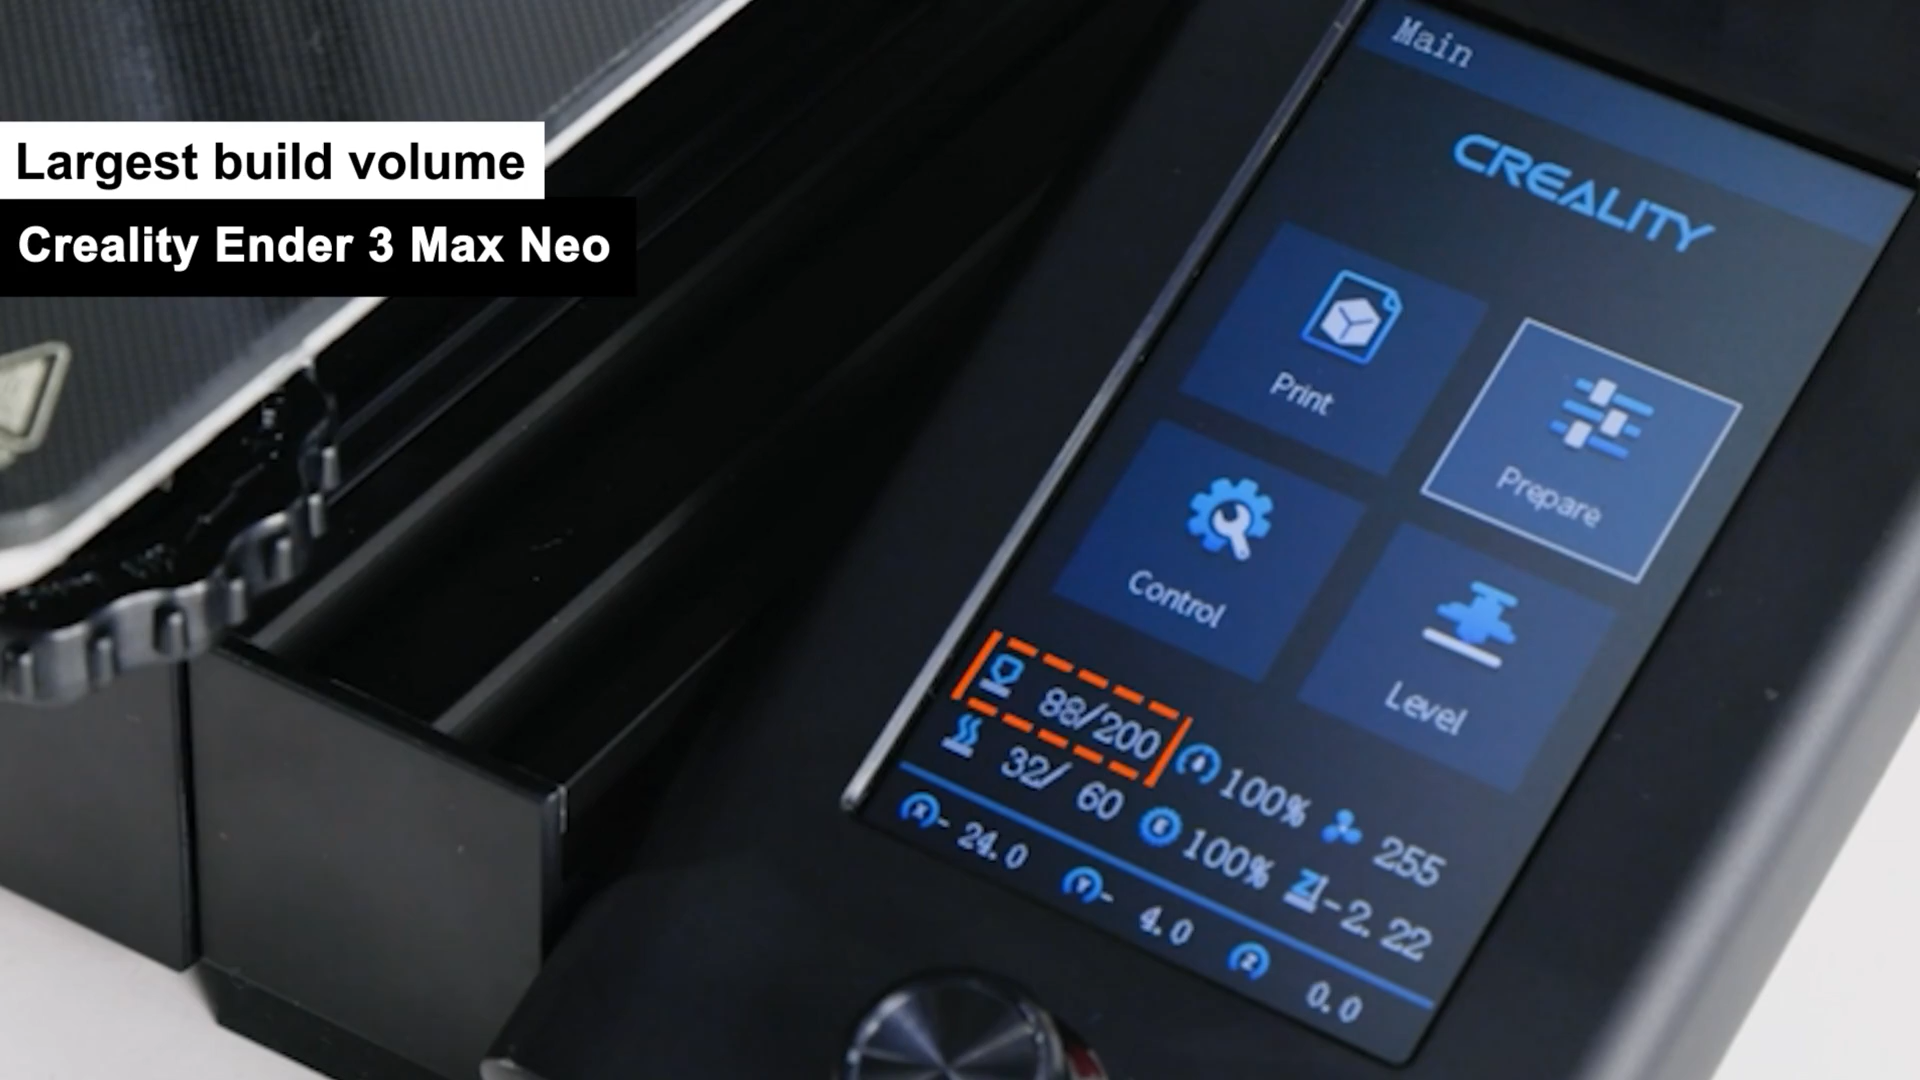 Largest build volume
Creality Ender 3 Max Neo
Main
CREALITY
Print
Prepare
Control
Level
88/200
100%
255
32/ 60
100%
Z -2.22
X - 24.0
Y - 4.0
Z 0.0